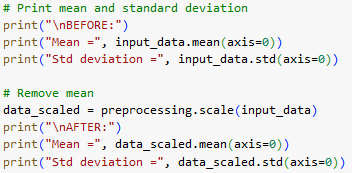 # Print mean and standard deviation
print("\nBEFORE:")
print("Mean =", input_data.mean(axis=0))
print("Std deviation =", input_data.std(axis=0))
# Remove mean
data_scaled = preprocessing.scale(input_data)
print("\nAFTER:")
print("Mean =", data_scaled.mean(axis=0))
print("Std deviation =", data_scaled.std(axis=0))